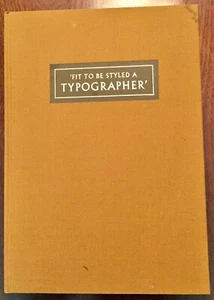 'FIT TO BE STYLED A
TYPOGRAPHER'